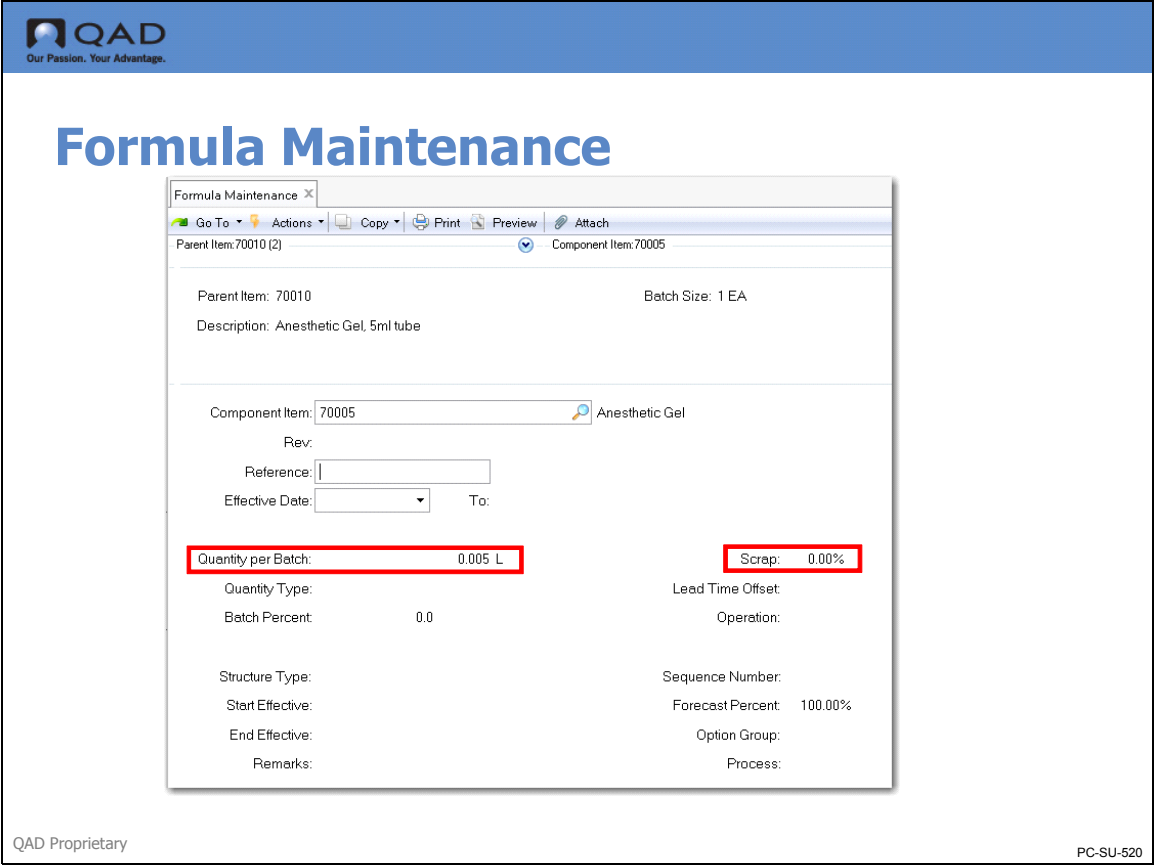 QAD
Our Passion. Your Advantage.
Formula Maintenance
Formula Maintenance X
Go To Actions Copy Print Preview Attach
Parent Item:70010 (2) Component Item:70005
Parent Item: 70010 Batch Size: 1 EA
Description: Anesthetic Gel, 5ml tube
Component Item: 70005 Anesthetic Gel
Rev:
Reference:
Effective Date: To:
Quantity per Batch: 0.005 L Scrap: 0.00%
Quantity Type: Lead Time Offset:
Batch Percent: 0.0 Operation:
Structure Type: Sequence Number:
Start Effective: Forecast Percent: 100.00%
End Effective: Option Group:
Remarks: Process:
QAD Proprietary
PC-SU-520